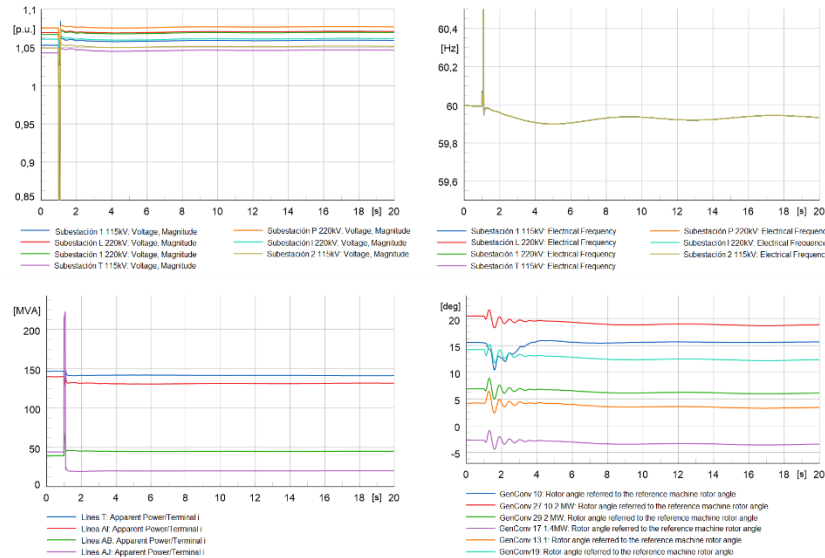 1,1
[p.u.]
1,05
1
0,95
0,9
0,85
0 2 4 6 8 10 12 14 16 18 [s] 20
Subestación 1 115kV: Voltage, Magnitude
Subestación L 220kV: Voltage, Magnitude
Subestación 1 220kV: Voltage, Magnitude
Subestación T 115kV: Voltage, Magnitude
Subestación P 220kV: Voltage, Magnitude
Subestación I 220kV: Voltage, Magnitude
Subestación 2 115kV: Voltage, Magnitude
60,4
[Hz]
60,2
60
59,8
59,6
0 2 4 6 8 10 12 14 16 18 [s] 20
Subestación 1 115kV: Electrical Frequency
Subestación L 220kV: Electrical Frequency
Subestación 1 220kV: Electrical Frequency
Subestación T 115kV: Electrical Frequency
Subestación P 220kV: Electrical Frequency
Subestación I 220kV: Electrical Frequency
Subestación 2 115kV: Electrical Frequency
[MVA]
200
150
100
50
0
0 2 4 6 8 10 12 14 16 18 [s] 20
Línea T: Apparent Power/Terminal i
Línea AI: Apparent Power/Terminal i
Línea AB: Apparent Power/Terminal i
Línea AJ: Apparent Power/Terminal i
[deg]
20
15
10
5
0
-5
0 2 4 6 8 10 12 14 16 18 [s] 20
GenConv 10: Rotor angle referred to the reference machine rotor angle
GenConv 27 10.2 MW: Rotor angle referred to the reference machine rotor angle
GenConv 29 2 MW: Rotor angle referred to the reference machine rotor angle
GenConv 17 1.4MW: Rotor angle referred to the reference machine rotor angle
GenConv 13 1: Rotor angle referred to the reference machine rotor angle
GenConv19: Rotor angle referred to the reference machine rotor angle